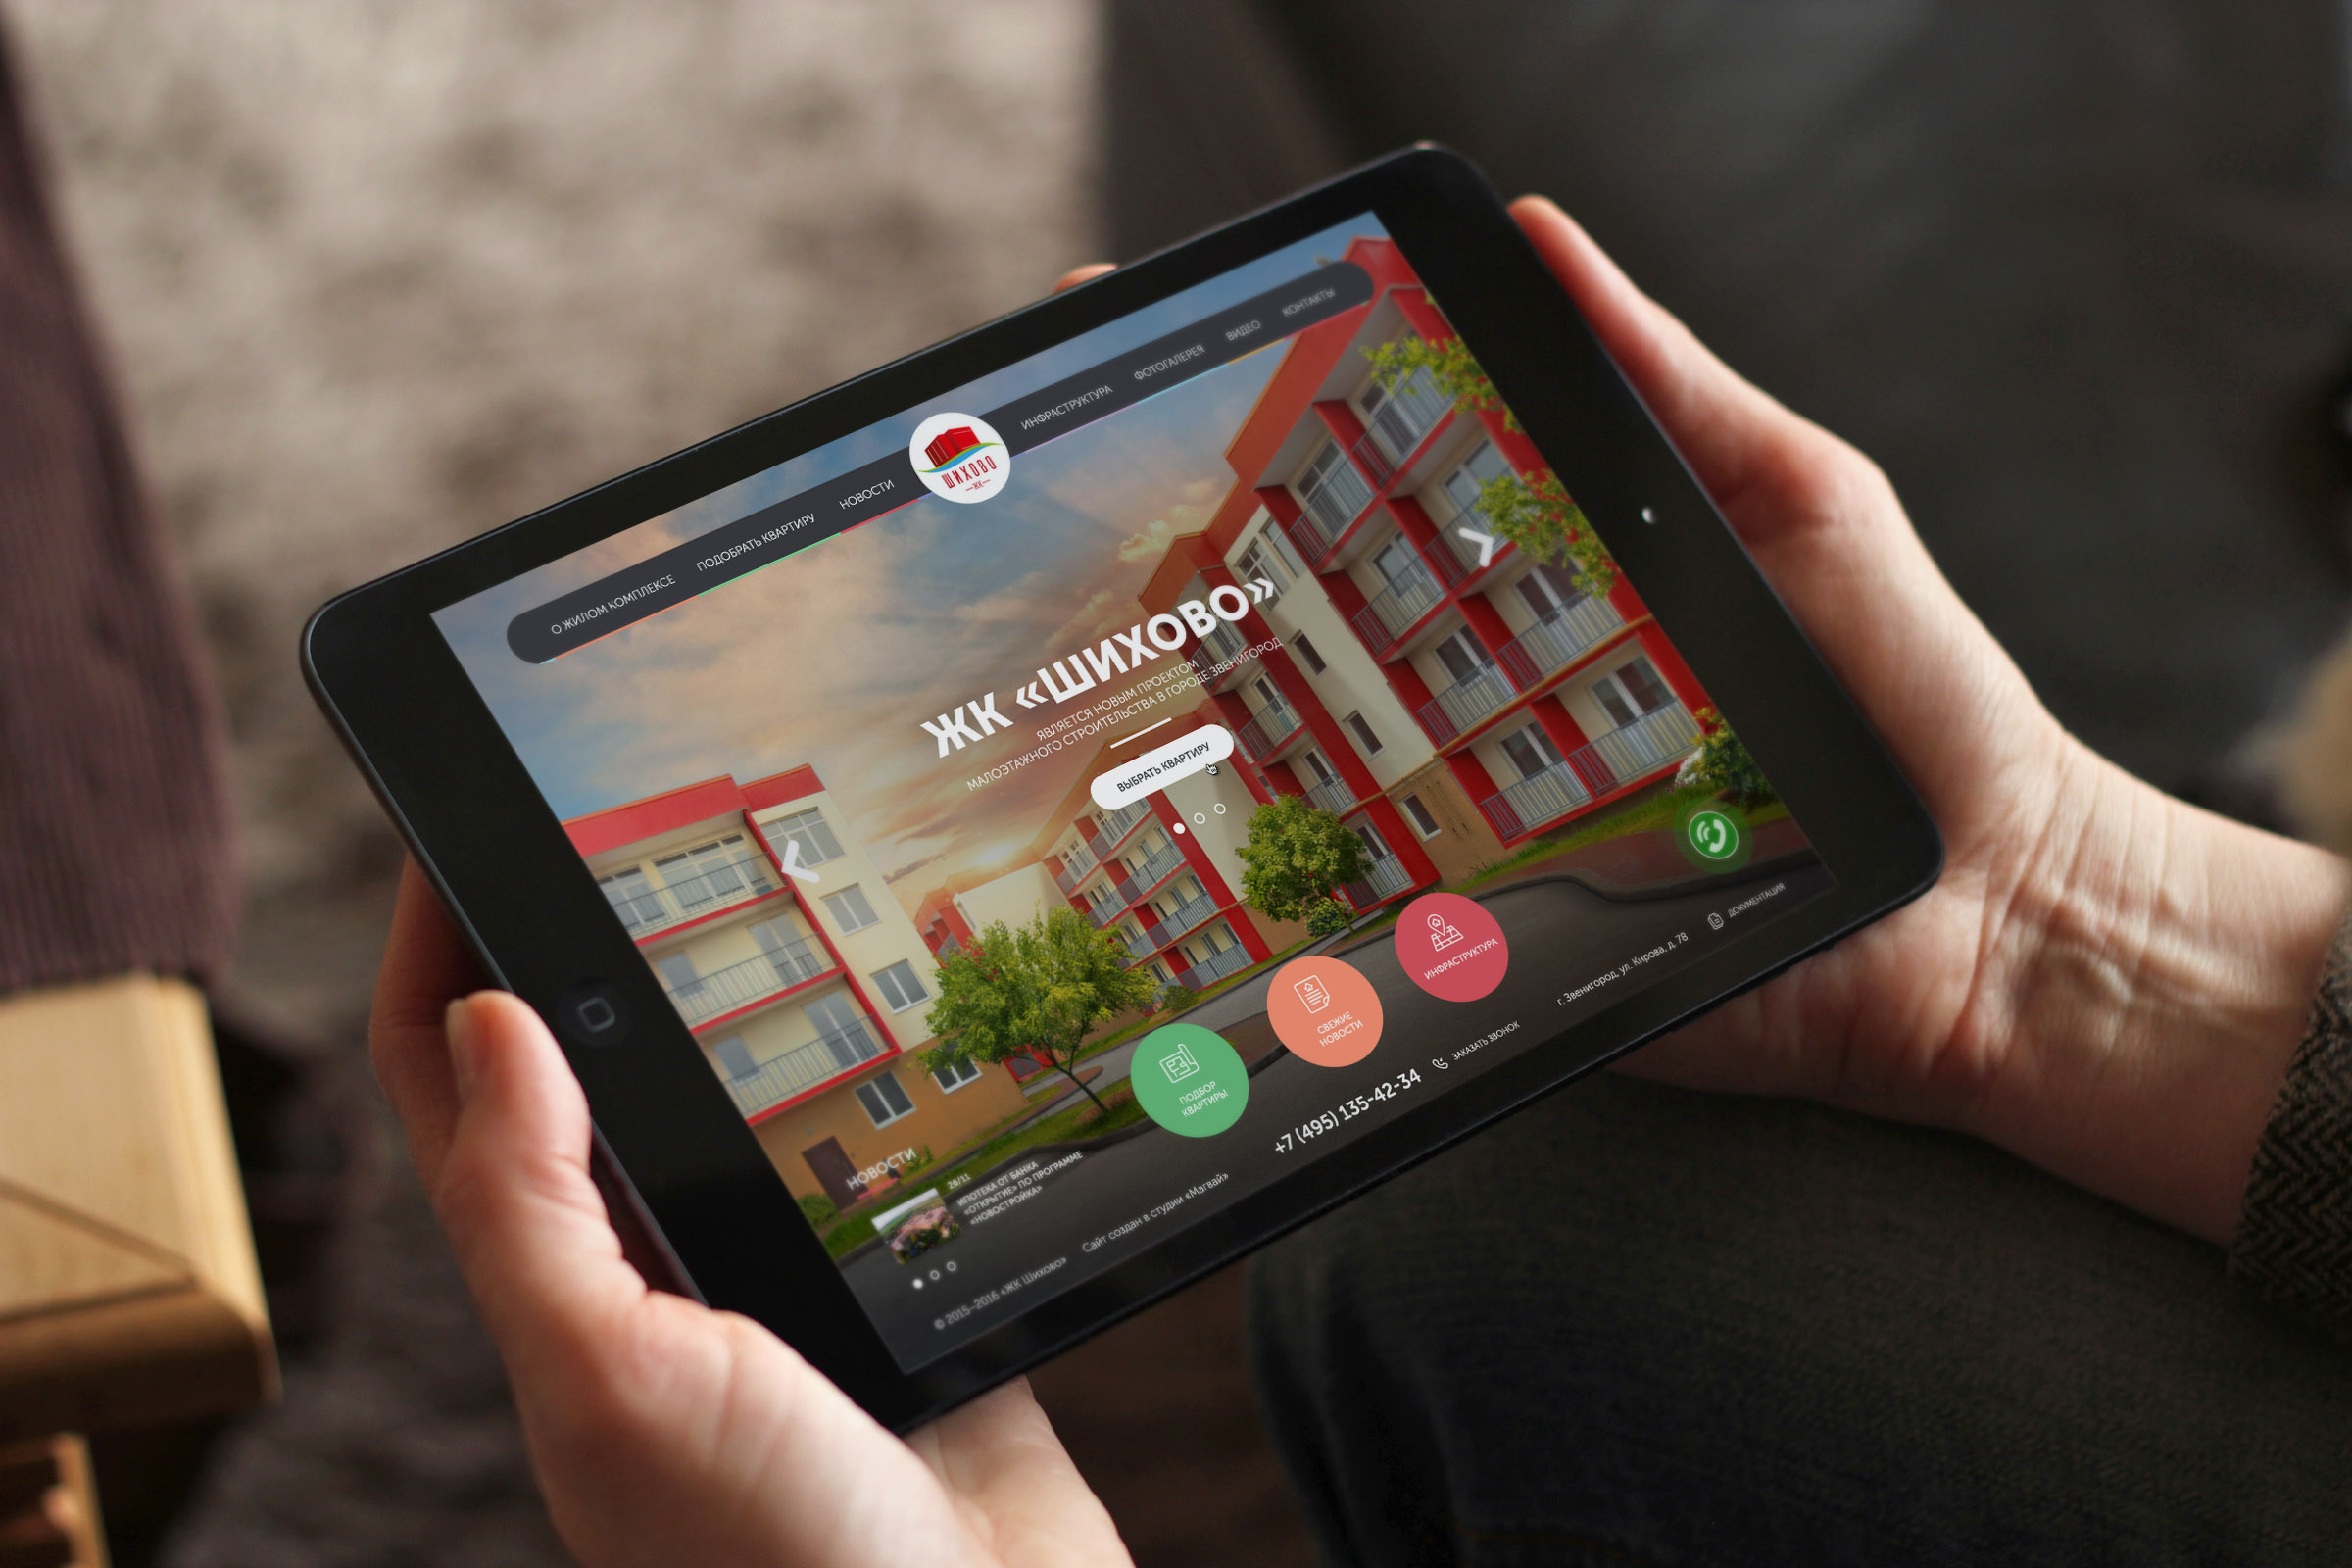 О ЖИЛОМ КОМПЛЕКСЕ
ПОДОБРАТЬ КВАРТИРУ
НОВОСТИ
ШИХОВО
ЖК
ИНФРАСТРУКТУРА
ФОТОГАЛЕРЕЯ
ВИДЕО
КОНТАКТЫ
ЖК «ШИХОВО»
ЯВЛЯЕТСЯ НОВЫМ ПРОЕКТОМ
МАЛОЭТАЖНОГО СТРОИТЕЛЬСТВА В ГОРОДЕ ЗВЕНИГОРОД
ВЫБРАТЬ КВАРТИРУ
ПОДБОР
КВАРТИРЫ
СВЕЖИЕ
НОВОСТИ
ИНФРАСТРУКТУРА
НОВОСТИ
26/11
ИПОТЕКА ОТ БАНКА
«ОТКРЫТИЕ» ПО ПРОГРАММЕ
«НОВОСТРОЙКА»
© 2015–2016 «ЖК Шихово»
Сайт создан в студии «Магвай»
+7 (495) 135-42-34
ЗАКАЗАТЬ ЗВОНОК
г. Звенигород, ул. Кирова, д. 78
ДОКУМЕНТАЦИЯ